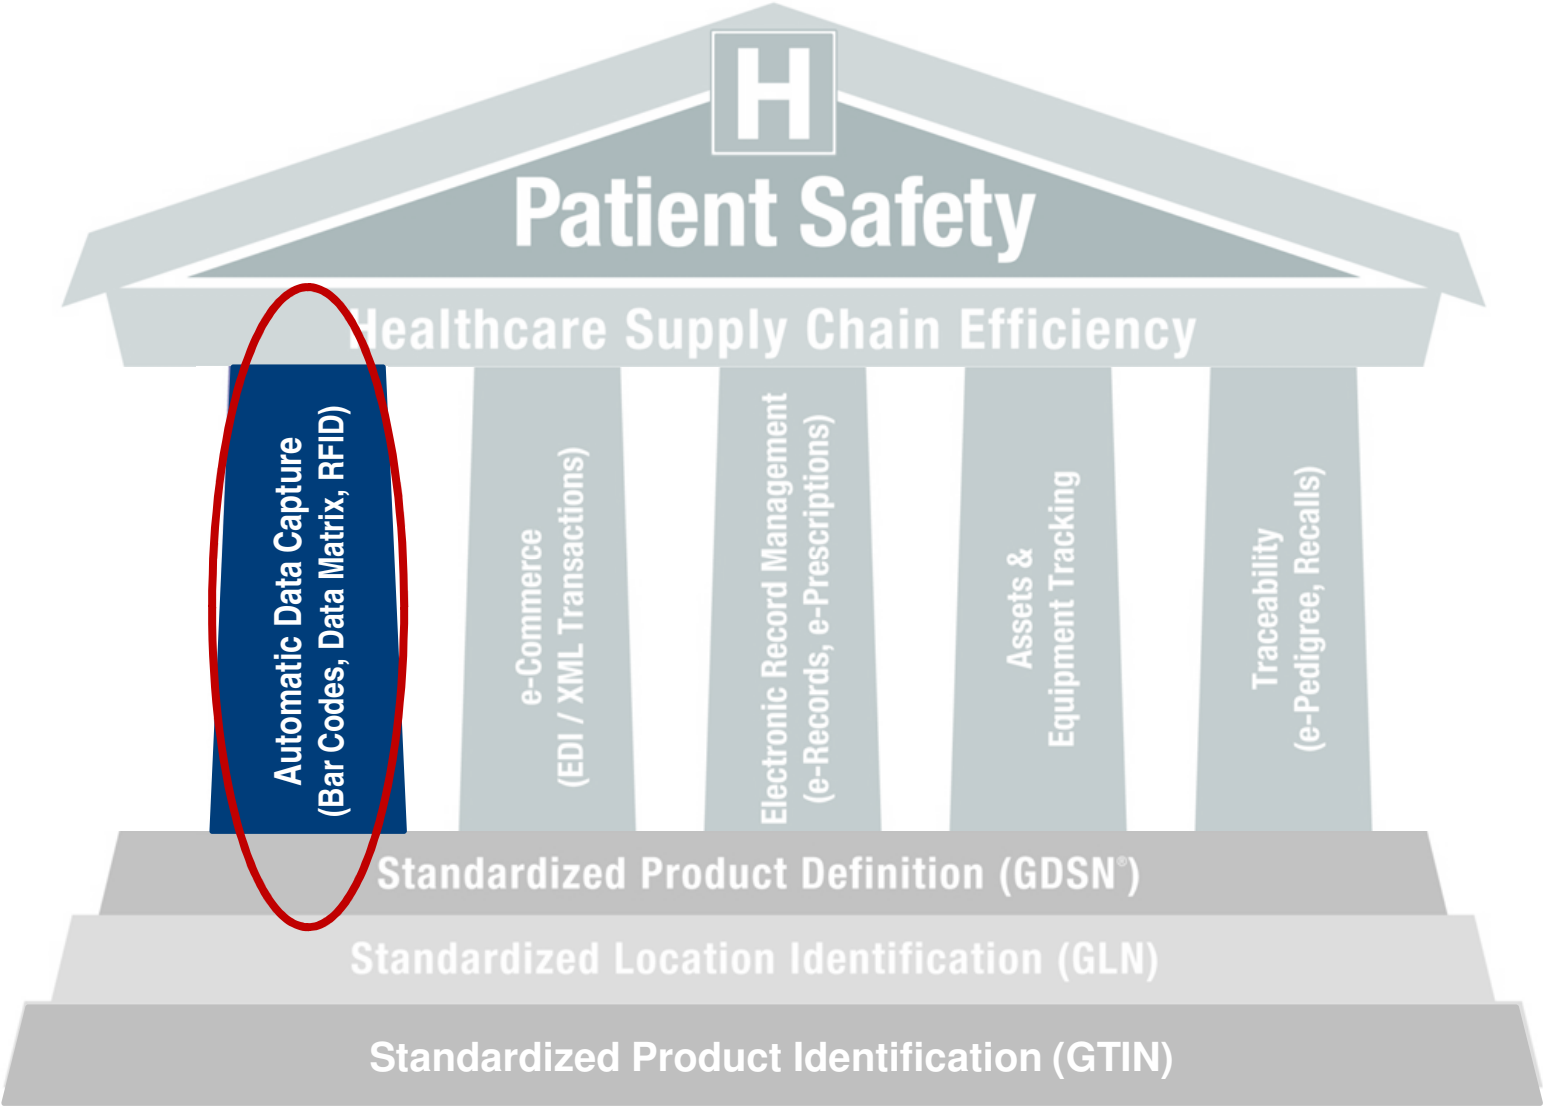 H
Patient Safety
Healthcare Supply Chain Efficiency
Automatic Data Capture
(Bar Codes, Data Matrix, RFID)
e-Commerce
(EDI / XML Transactions)
Electronic Record Management
(e-Records, e-Prescriptions)
Assets &
Equipment Tracking
Traceability
(e-Pedigree, Recalls)
Standardized Product Definition (GDSN®)
Standardized Location Identification (GLN)
Standardized Product Identification (GTIN)